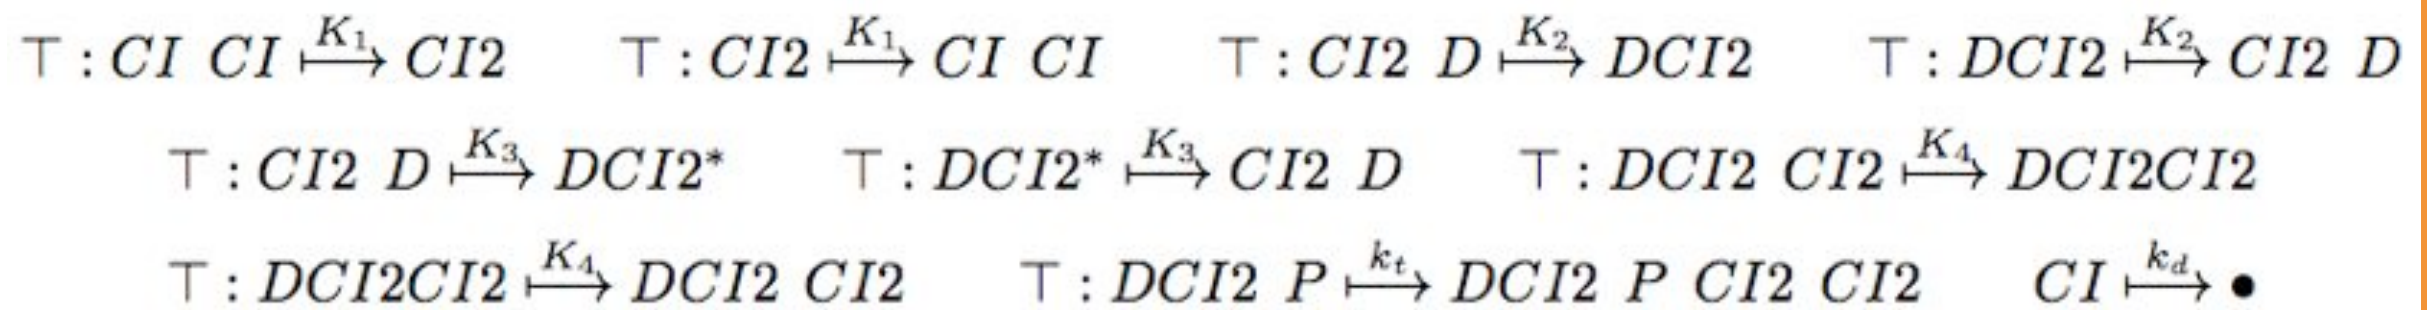 ⊤ : CI CI ⟼^{K_1} CI2 ⊤ : CI2 ⟼^{K_1} CI CI ⊤ : CI2 D ⟼^{K_2} DCI2 ⊤ : DCI2 ⟼^{K_2} CI2 D
⊤ : CI2 D ⟼^{K_3} DCI2* ⊤ : DCI2* ⟼^{K_3} CI2 D ⊤ : DCI2 CI2 ⟼^{K_4} DCI2CI2
⊤ : DCI2CI2 ⟼^{K_4} DCI2 CI2 ⊤ : DCI2 P ⟼^{k_t} DCI2 P CI2 CI2 CI ⟼^{k_d} •